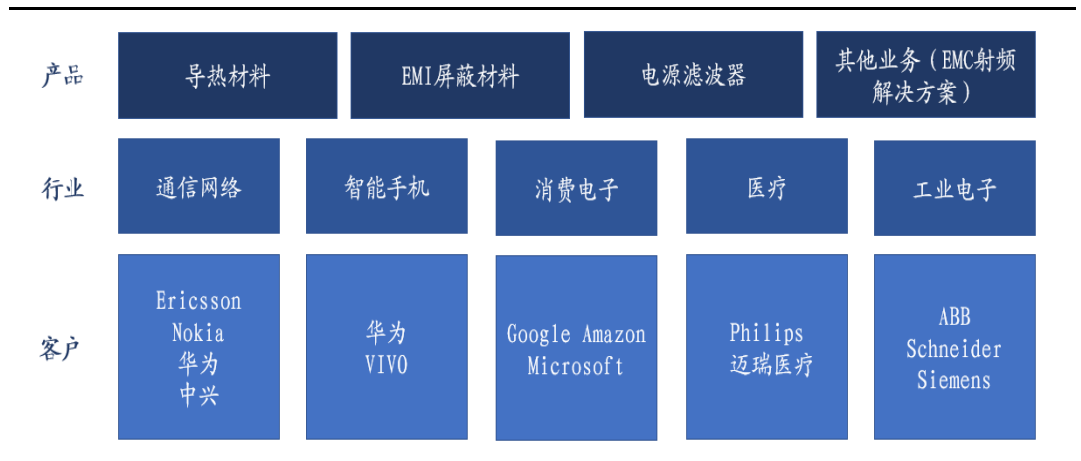 产品
导热材料
EMI屏蔽材料
电源滤波器
其他业务（EMC射频
解决方案）
行业
通信网络
智能手机
消费电子
医疗
工业电子
客户
Ericsson
Nokia
华为
中兴
华为
VIVO
Google Amazon
Microsoft
Philips
迈瑞医疗
ABB
Schneider
Siemens